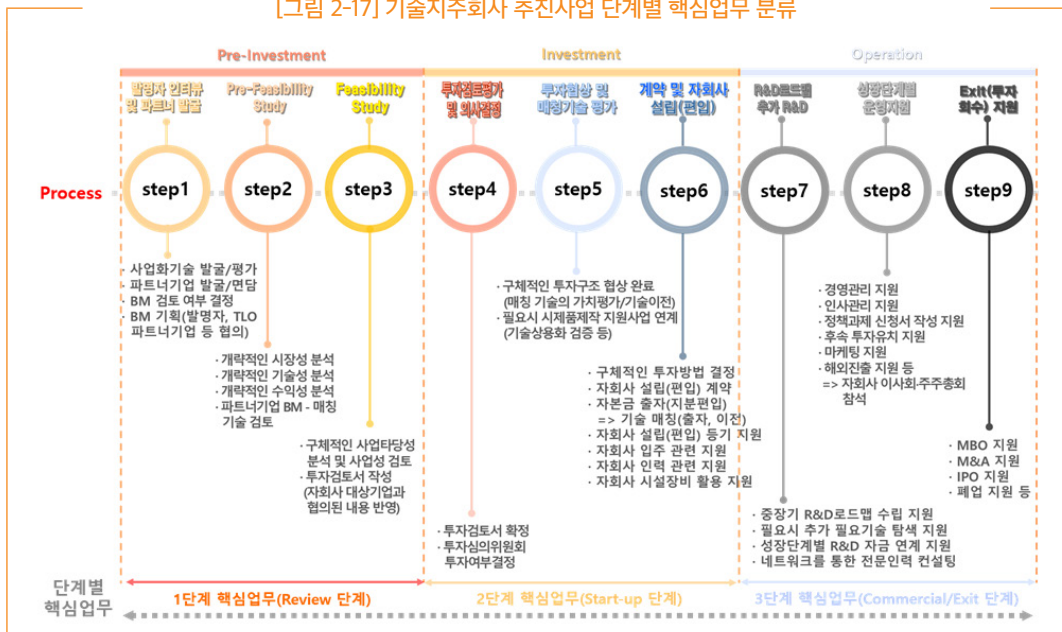 [그림 2-17] 기술지주회사 추진사업 단계별 핵심업무 분류
Pre-Investment
Investment
Operation
발명자 인터뷰
및 파트너 발굴
Pre-Feasibility
Study
Feasibility
Study
투자검토평가
및 의사결정
투자협상 및
매칭기술 평가
계약 및 자회사
설립(편입)
R&D로드맵
추가 R&D
성장단계별
운영지원
Exit(투자
회수) 지원
Process
step1
step2
step3
step4
step5
step6
step7
step8
step9
· 사업화기술 발굴/평가
· 파트너기업 발굴/면담
· BM 검토 여부 결정
· BM 기획(발명자, TLO
파트너기업 등 협의)
· 개략적인 시장성 분석
· 개략적인 기술성 분석
· 개략적인 수익성 분석
· 파트너기업 BM - 매칭
기술 검토
· 구체적인 사업타당성
분석 및 사업성 검토
· 투자검토서 작성
(자회사 대상기업과
협의된 내용 반영)
· 투자검토서 확정
· 투자심의위원회
투자여부결정
· 구체적인 투자구조 협상 완료
(매칭 기술의 가치평가/기술이전)
· 필요시 시제품제작 지원사업 연계
(기술상용화 검증 등)
· 구체적인 투자방법 결정
· 자회사 설립(편입) 계약
· 자본금 출자(지분편입)
=> 기술 매칭(출자, 이전)
· 자회사 설립(편입) 등기 지원
· 자회사 입주 관련 지원
· 자회사 인력 관련 지원
· 자회사 시설장비 활용 지원
· 중장기 R&D로드맵 수립 지원
· 필요시 추가 필요기술 탐색 지원
· 성장단계별 R&D 자금 연계 지원
· 네트워크를 통한 전문인력 컨설팅
· 경영관리 지원
· 인사관리 지원
· 정책과제 신청서 작성 지원
· 후속 투자유치 지원
· 마케팅 지원
· 해외진출 지원 등
=> 자회사 이사회·주주총회
참석
· MBO 지원
· M&A 지원
· IPO 지원
· 폐업 지원 등
단계별
핵심업무
1단계 핵심업무(Review 단계)
2단계 핵심업무(Start-up 단계)
3단계 핵심업무(Commercial/Exit 단계)